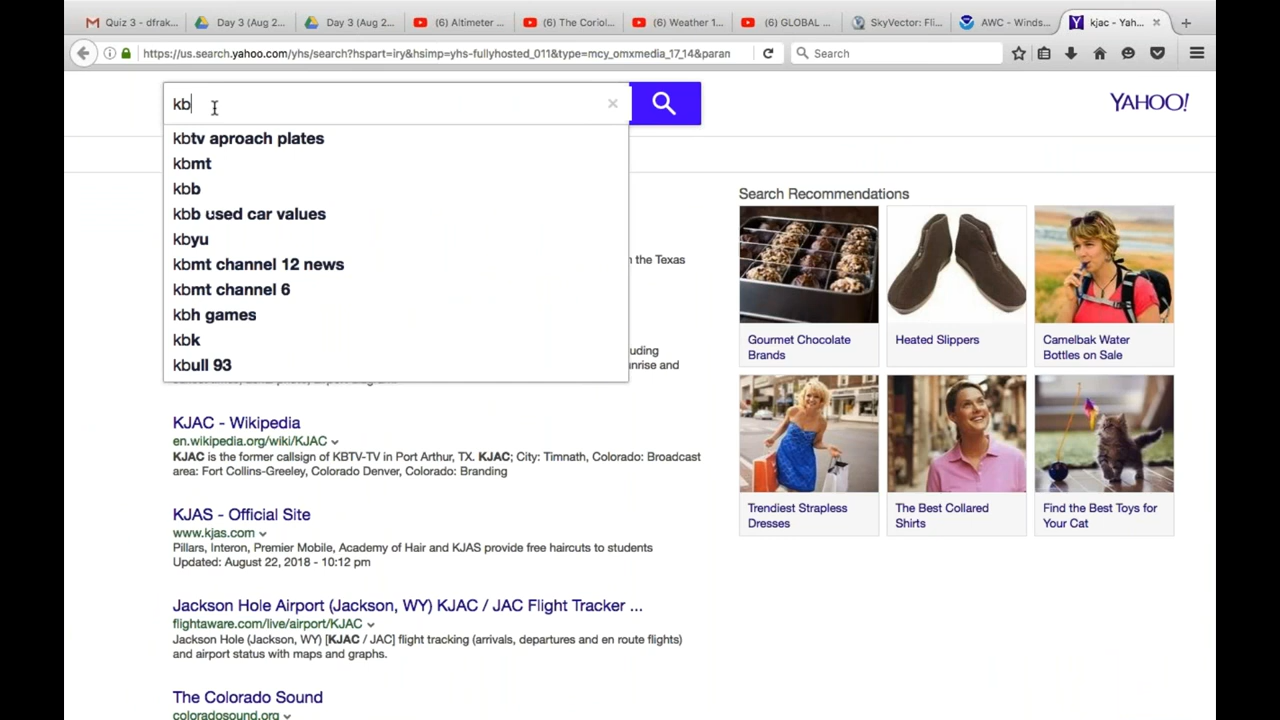 Quiz 3 - dfrak...
Day 3 (Aug 2...
Day 3 (Aug 2...
(6) Altimeter ...
(6) The Coriol...
(6) Weather 1...
(6) GLOBAL ...
SkyVector: Fli...
AWC - Winds...
kjac - Yah...
https://us.search.yahoo.com/yhs/search?hspart=iry&hsimp=yhs-fullyhosted_011&type=mcy_omxmedia_17_14&param
Search
kb
YAHOO!
kbtv aproach plates
kbmt
kbb
kbb used car values
kbyu
kbmt channel 12 news
kbmt channel 6
kbh games
kbk
kbull 93
n the Texas
uding
unrise and
KJAC - Wikipedia
en.wikipedia.org/wiki/KJAC
KJAC is the former callsign of KBTV-TV in Port Arthur, TX. KJAC; City: Timnath, Colorado: Broadcast
area: Fort Collins-Greeley, Colorado Denver, Colorado: Branding
KJAS - Official Site
www.kjas.com
Pillars, Interon, Premier Mobile, Academy of Hair and KJAS provide free haircuts to students
Updated: August 22, 2018 - 10:12 pm
Jackson Hole Airport (Jackson, WY) KJAC / JAC Flight Tracker ...
flightaware.com/live/airport/KJAC
Jackson Hole (Jackson, WY) [KJAC / JAC] flight tracking (arrivals, departures and en route flights)
and airport status with maps and graphs.
The Colorado Sound
coloradosound.org
Search Recommendations
Gourmet Chocolate
Brands
Heated Slippers
Camelbak Water
Bottles on Sale
Trendiest Strapless
Dresses
The Best Collared
Shirts
Find the Best Toys for
Your Cat